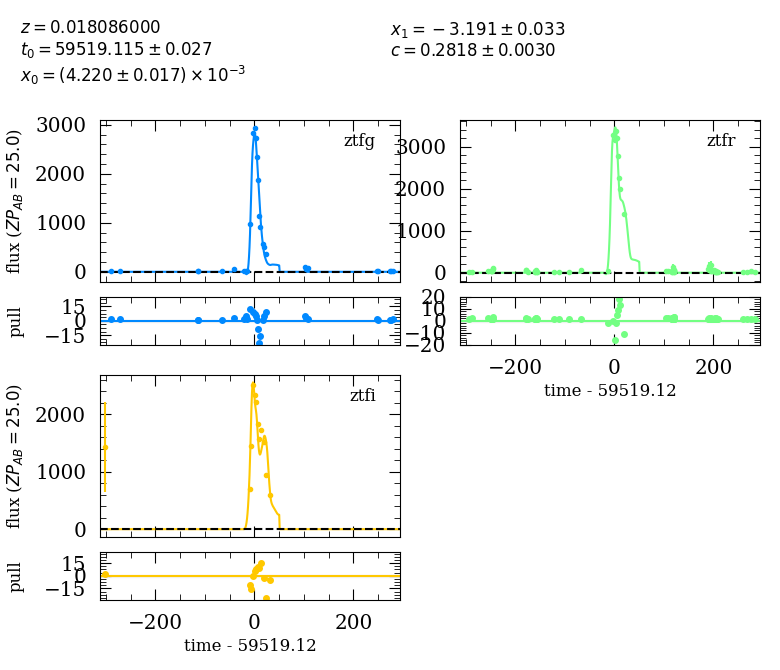 z = 0.018086000
t₀ = 59519.115 ± 0.027
x₀ = (4.220 ± 0.017) × 10⁻³
x₁ = −3.191 ± 0.033
c = 0.2818 ± 0.0030
ztfg
flux (ZP_AB = 25.0)
3000
2000
1000
0
pull
15
0
−15
ztfr
3000
2000
1000
0
20
10
0
−10
−20
−200 0 200
time - 59519.12
ztfi
flux (ZP_AB = 25.0)
2000
1000
0
pull
15
0
−15
−200 0 200
time - 59519.12